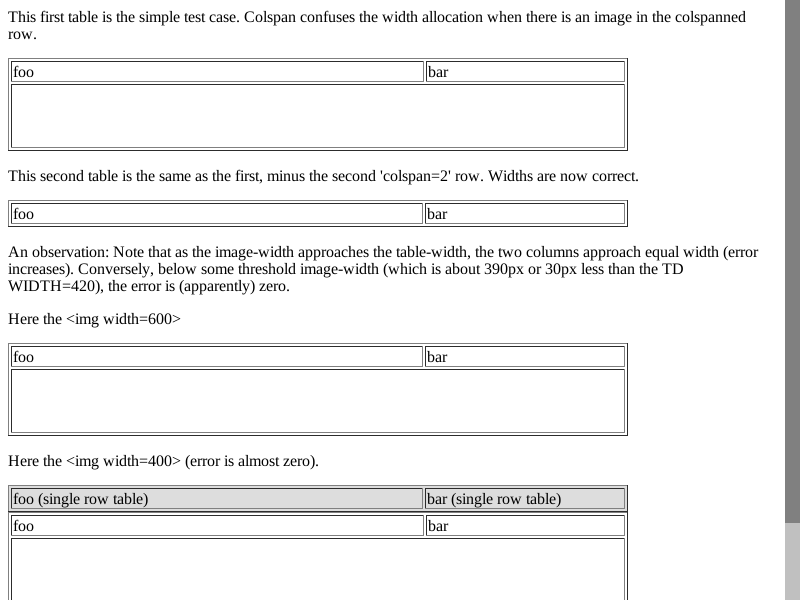 This first table is the simple test case. Colspan confuses the width allocation when there is an image in the colspanned
row.
foo bar
This second table is the same as the first, minus the second 'colspan=2' row. Widths are now correct.
foo bar
An observation: Note that as the image-width approaches the table-width, the two columns approach equal width (error
increases). Conversely, below some threshold image-width (which is about 390px or 30px less than the TD
WIDTH=420), the error is (apparently) zero.
Here the <img width=600>
foo bar
Here the <img width=400> (error is almost zero).
foo (single row table) bar (single row table)
foo bar